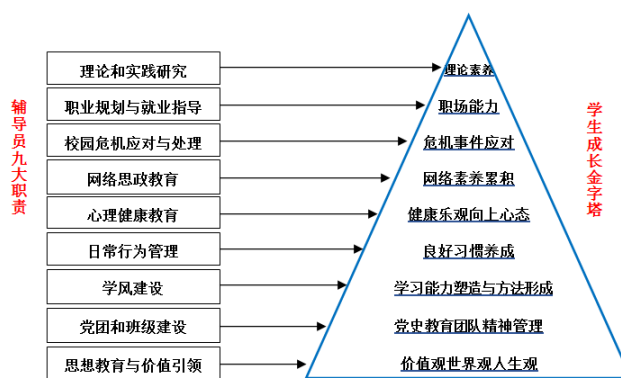 理论和实践研究
理论素养
职业规划与就业指导
职场能力
校园危机应对与处理
危机事件应对
网络思政教育
网络素养累积
心理健康教育
健康乐观向上心态
日常行为管理
良好习惯养成
学风建设
学习能力塑造与方法形成
党团和班级建设
党史教育团队精神管理
思想教育与价值引领
价值观世界观人生观
辅导员九大职责
学生成长金字塔